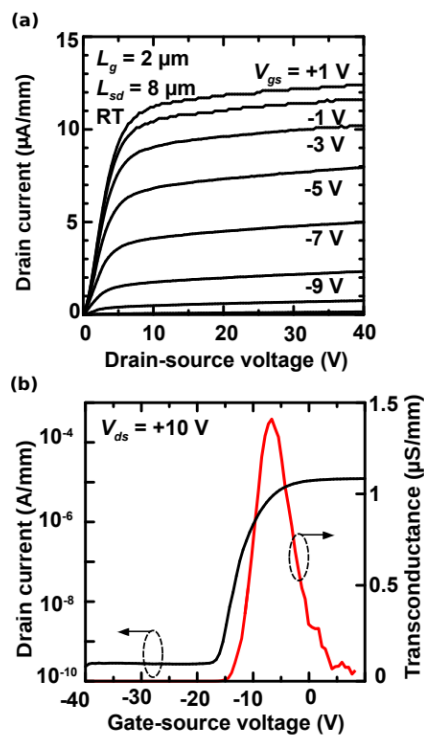 (a)
15
10
5
0
Drain current (µA/mm)
L_g = 2 µm
L_sd = 8 µm
RT
V_gs = +1 V
-1 V
-3 V
-5 V
-7 V
-9 V
0 10 20 30 40
Drain-source voltage (V)
(b)
V_ds = +10 V
10^-4
10^-6
10^-8
10^-10
Drain current (A/mm)
1.5
1
0.5
0
Transconductance (µS/mm)
-40 -30 -20 -10 0
Gate-source voltage (V)